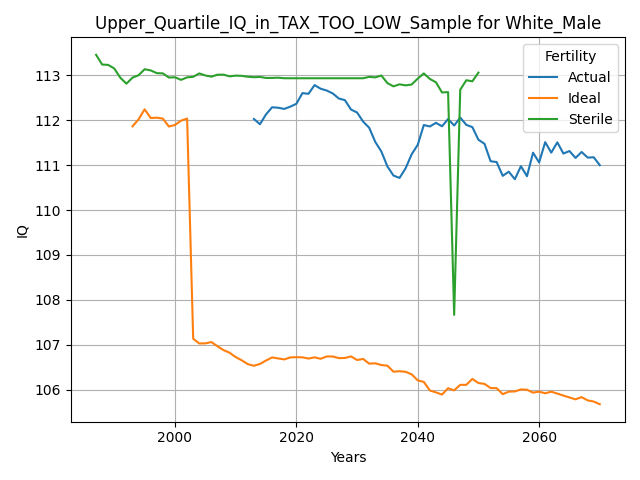 Upper_Quartile_IQ_in_TAX_TOO_LOW_Sample for White_Male
Fertility
Actual
Ideal
Sterile
113
112
111
110
109
108
107
106
IQ
2000
2020
2040
2060
Years